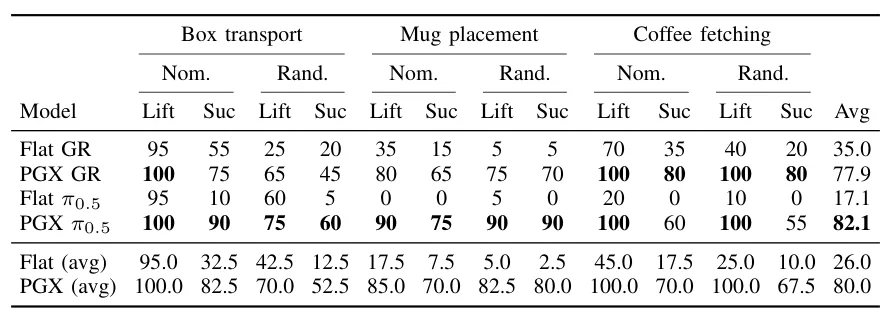 Box transport Mug placement Coffee fetching
Nom. Rand. Nom. Rand. Nom. Rand.
Model Lift Suc Lift Suc Lift Suc Lift Suc Lift Suc Lift Suc Avg
Flat GR 95 55 25 20 35 15 5 5 70 35 40 20 35.0
PGX GR 100 75 65 45 80 65 75 70 100 80 100 80 77.9
Flat π0.5 95 10 60 5 0 0 5 0 20 0 10 0 17.1
PGX π0.5 100 90 75 60 90 75 90 90 100 60 100 55 82.1
Flat (avg) 95.0 32.5 42.5 12.5 17.5 7.5 5.0 2.5 45.0 17.5 25.0 10.0 26.0
PGX (avg) 100.0 82.5 70.0 52.5 85.0 70.0 82.5 80.0 100.0 70.0 100.0 67.5 80.0